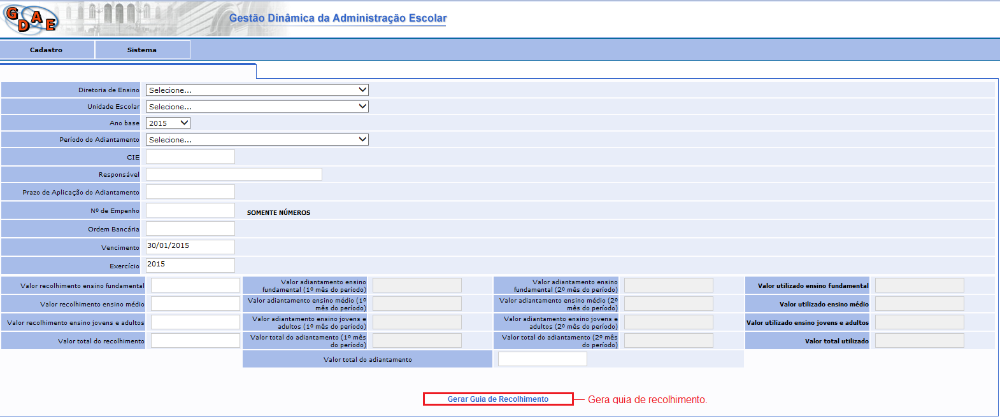 GDAE
Gestão Dinâmica da Administração Escolar
Cadastro
Sistema
Diretoria de Ensino
Selecione...
Unidade Escolar
Selecione...
Ano base
2015
Período do Adiantamento
Selecione...
CIE
Responsável
Prazo de Aplicação do Adiantamento
Nº de Empenho
SOMENTE NÚMEROS
Ordem Bancária
Vencimento
30/01/2015
Exercício
2015
Valor recolhimento ensino fundamental
Valor adiantamento ensino
fundamental (1º mês do período)
Valor adiantamento ensino
fundamental (2º mês do período)
Valor utilizado ensino fundamental
Valor recolhimento ensino médio
Valor adiantamento ensino médio (1º
mês do período)
Valor adiantamento ensino médio (2º
mês do período)
Valor utilizado ensino médio
Valor recolhimento ensino jovens e adultos
Valor adiantamento ensino jovens e
adultos (1º mês do período)
Valor adiantamento ensino jovens e
adultos (2º mês do período)
Valor utilizado ensino jovens e adultos
Valor total do recolhimento
Valor total do adiantamento (1º mês
do período)
Valor total do adiantamento (2º mês
do período)
Valor total utilizado
Valor total do adiantamento
Gerar Guia de Recolhimento
Gera guia de recolhimento.